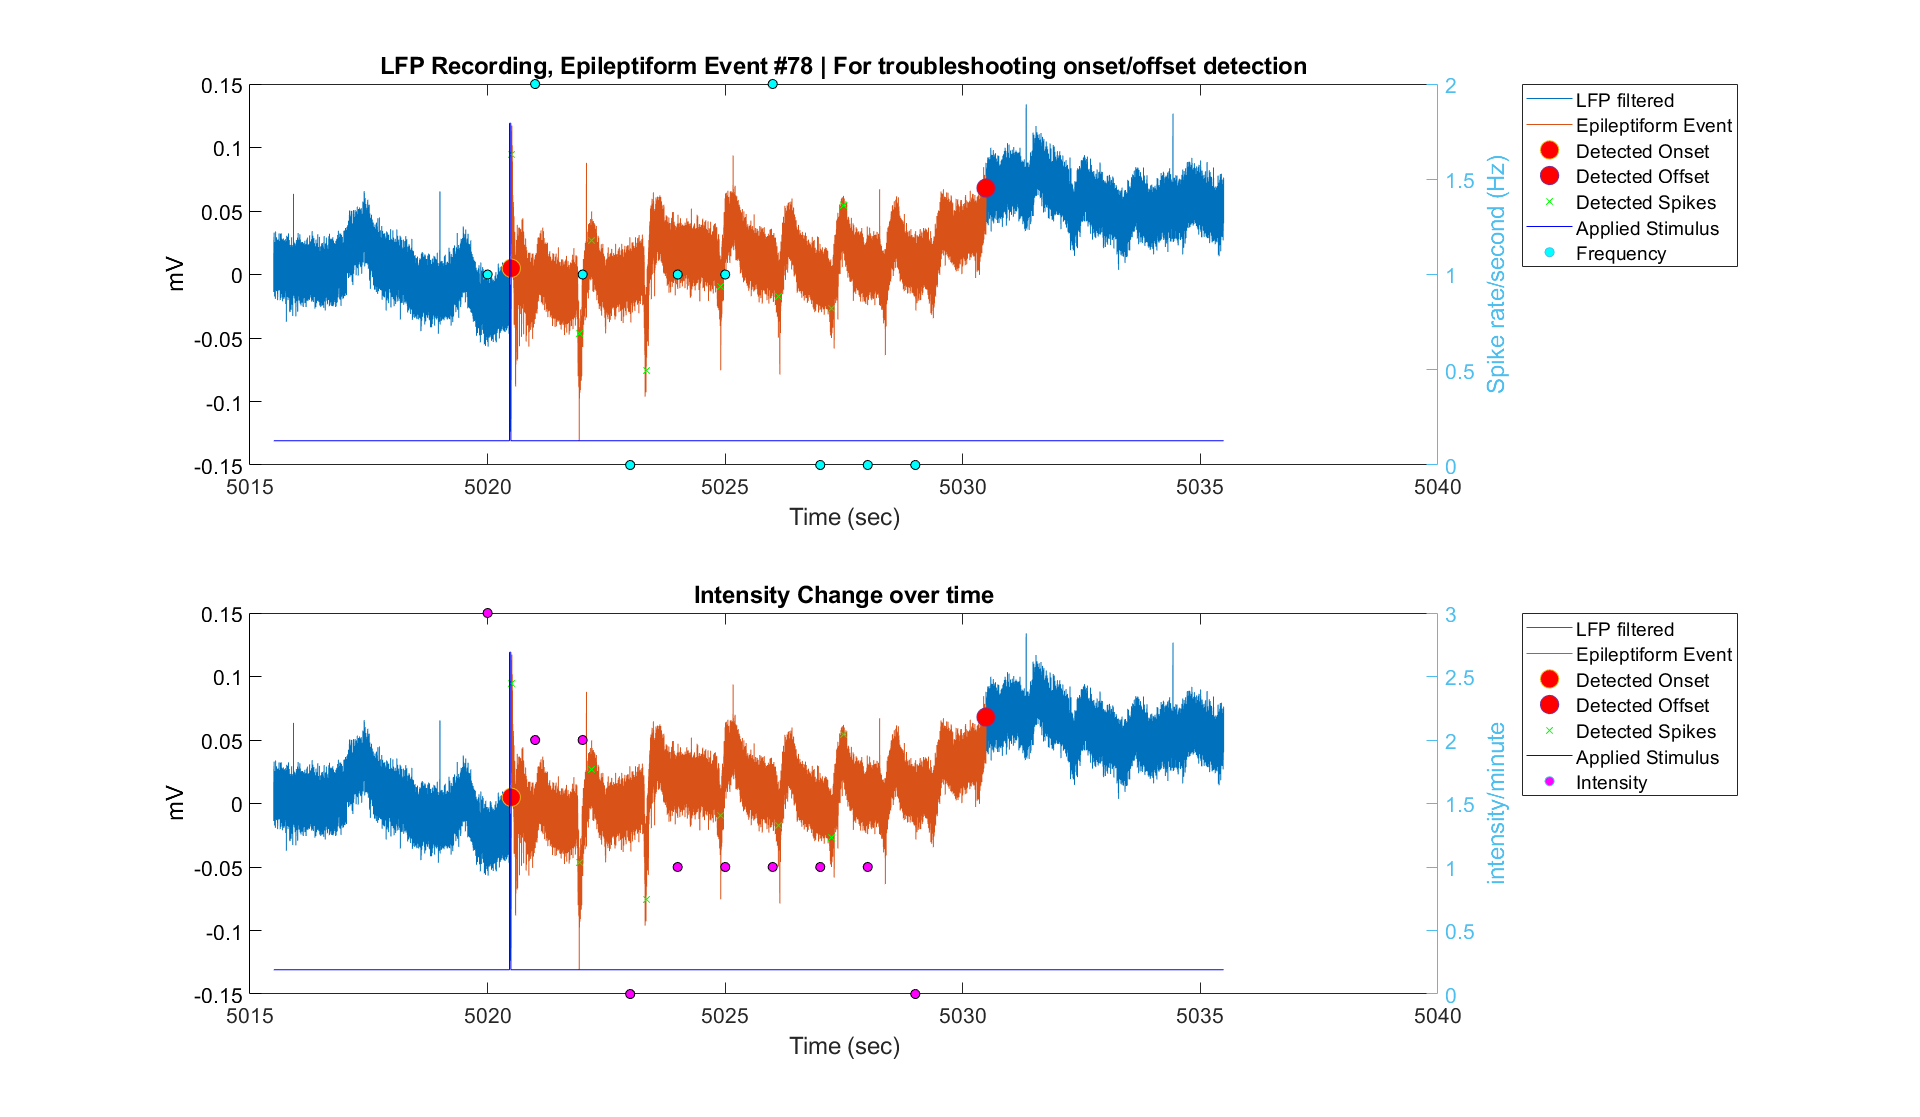 LFP Recording, Epileptiform Event #78 | For troubleshooting onset/offset detection
0.15
0.1
0.05
0
-0.05
-0.1
-0.15
mV
5015
5020
5025
5030
5035
5040
Time (sec)
2
1.5
1
0.5
0
Spike rate/second (Hz)
LFP filtered
Epileptiform Event
Detected Onset
Detected Offset
Detected Spikes
Applied Stimulus
Frequency
Intensity Change over time
0.15
0.1
0.05
0
-0.05
-0.1
-0.15
mV
5015
5020
5025
5030
5035
5040
Time (sec)
3
2.5
2
1.5
1
0.5
0
intensity/minute
LFP filtered
Epileptiform Event
Detected Onset
Detected Offset
Detected Spikes
Applied Stimulus
Intensity